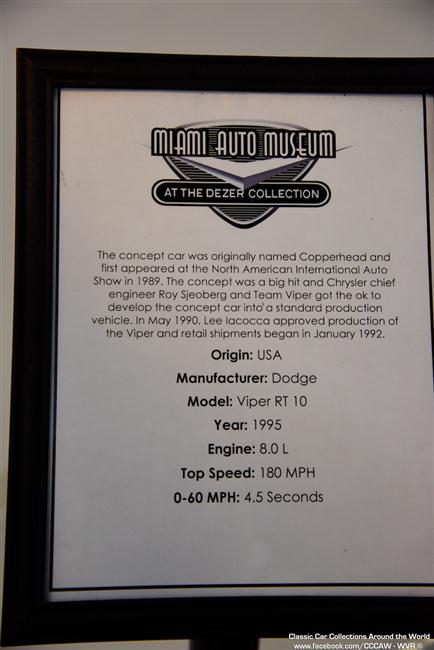 MIAMI AUTO MUSEUM
AT THE DEZER COLLECTION
The concept car was originally named Copperhead and
first appeared at the North American International Auto
Show in 1989. The concept was a big hit and Chrysler chief
engineer Roy Sjeoberg and Team Viper got the ok to
develop the concept car into a standard production
vehicle. In May 1990, Lee Iacocca approved production of
the Viper and retail shipments began in January 1992.
Origin: USA
Manufacturer: Dodge
Model: Viper RT 10
Year: 1995
Engine: 8.0 L
Top Speed: 180 MPH
0-60 MPH: 4.5 Seconds
Classic Car Collections Around the World
www.facebook.com/CCCAW - WVR ©